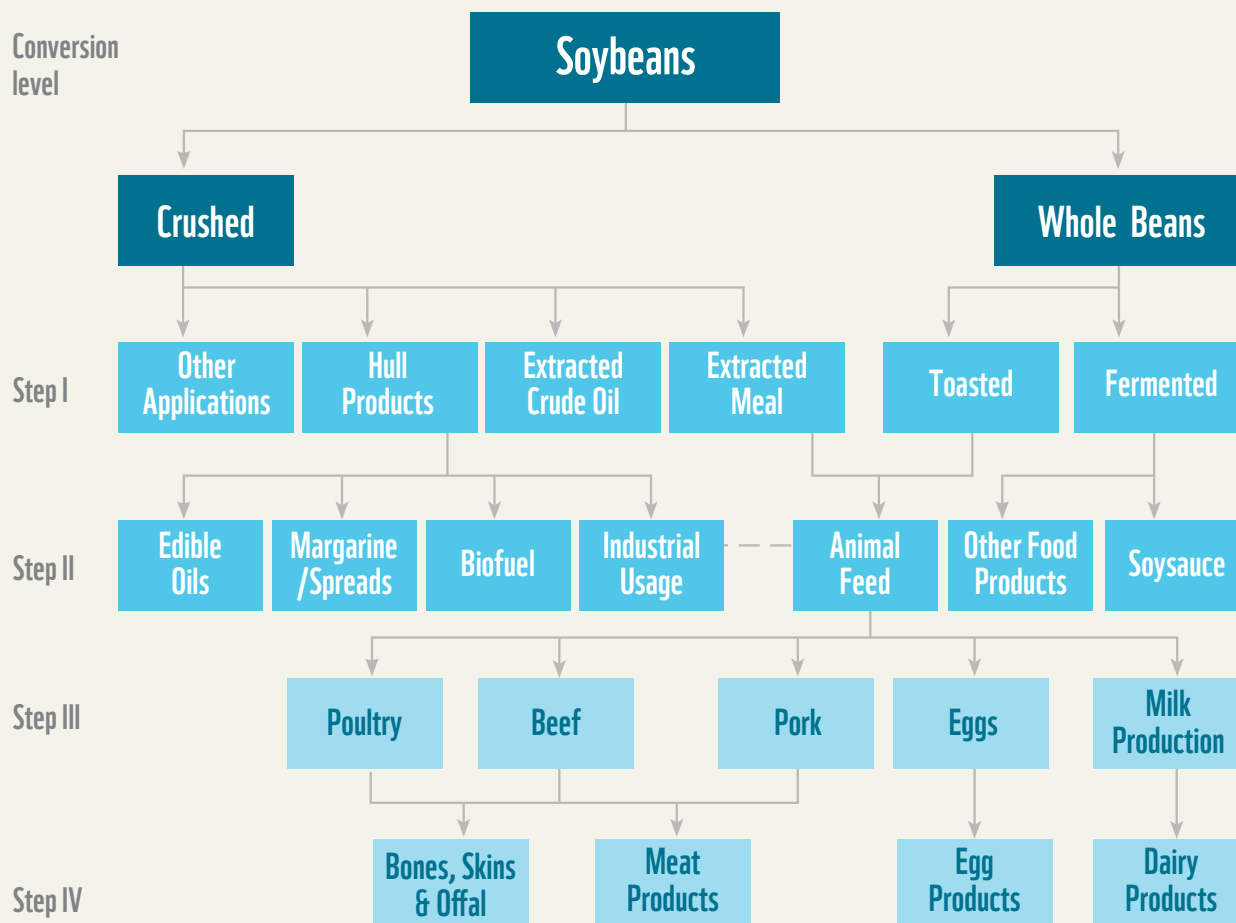 Conversion
level
Soybeans
Crushed
Whole Beans
Step I
Other
Applications
Hull
Products
Extracted
Crude Oil
Extracted
Meal
Toasted
Fermented
Step II
Edible
Oils
Margarine
/Spreads
Biofuel
Industrial
Usage
Animal
Feed
Other Food
Products
Soysauce
Step III
Poultry
Beef
Pork
Eggs
Milk
Production
Step IV
Bones, Skins
& Offal
Meat
Products
Egg
Products
Dairy
Products